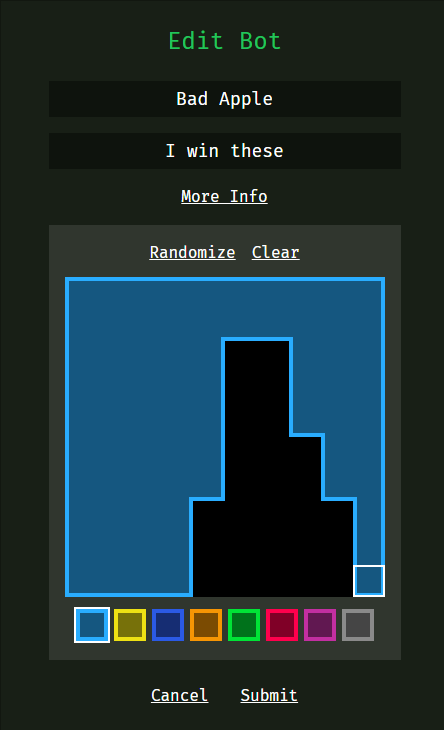 Edit Bot
Bad Apple
I win these
More Info
Randomize Clear
Cancel Submit